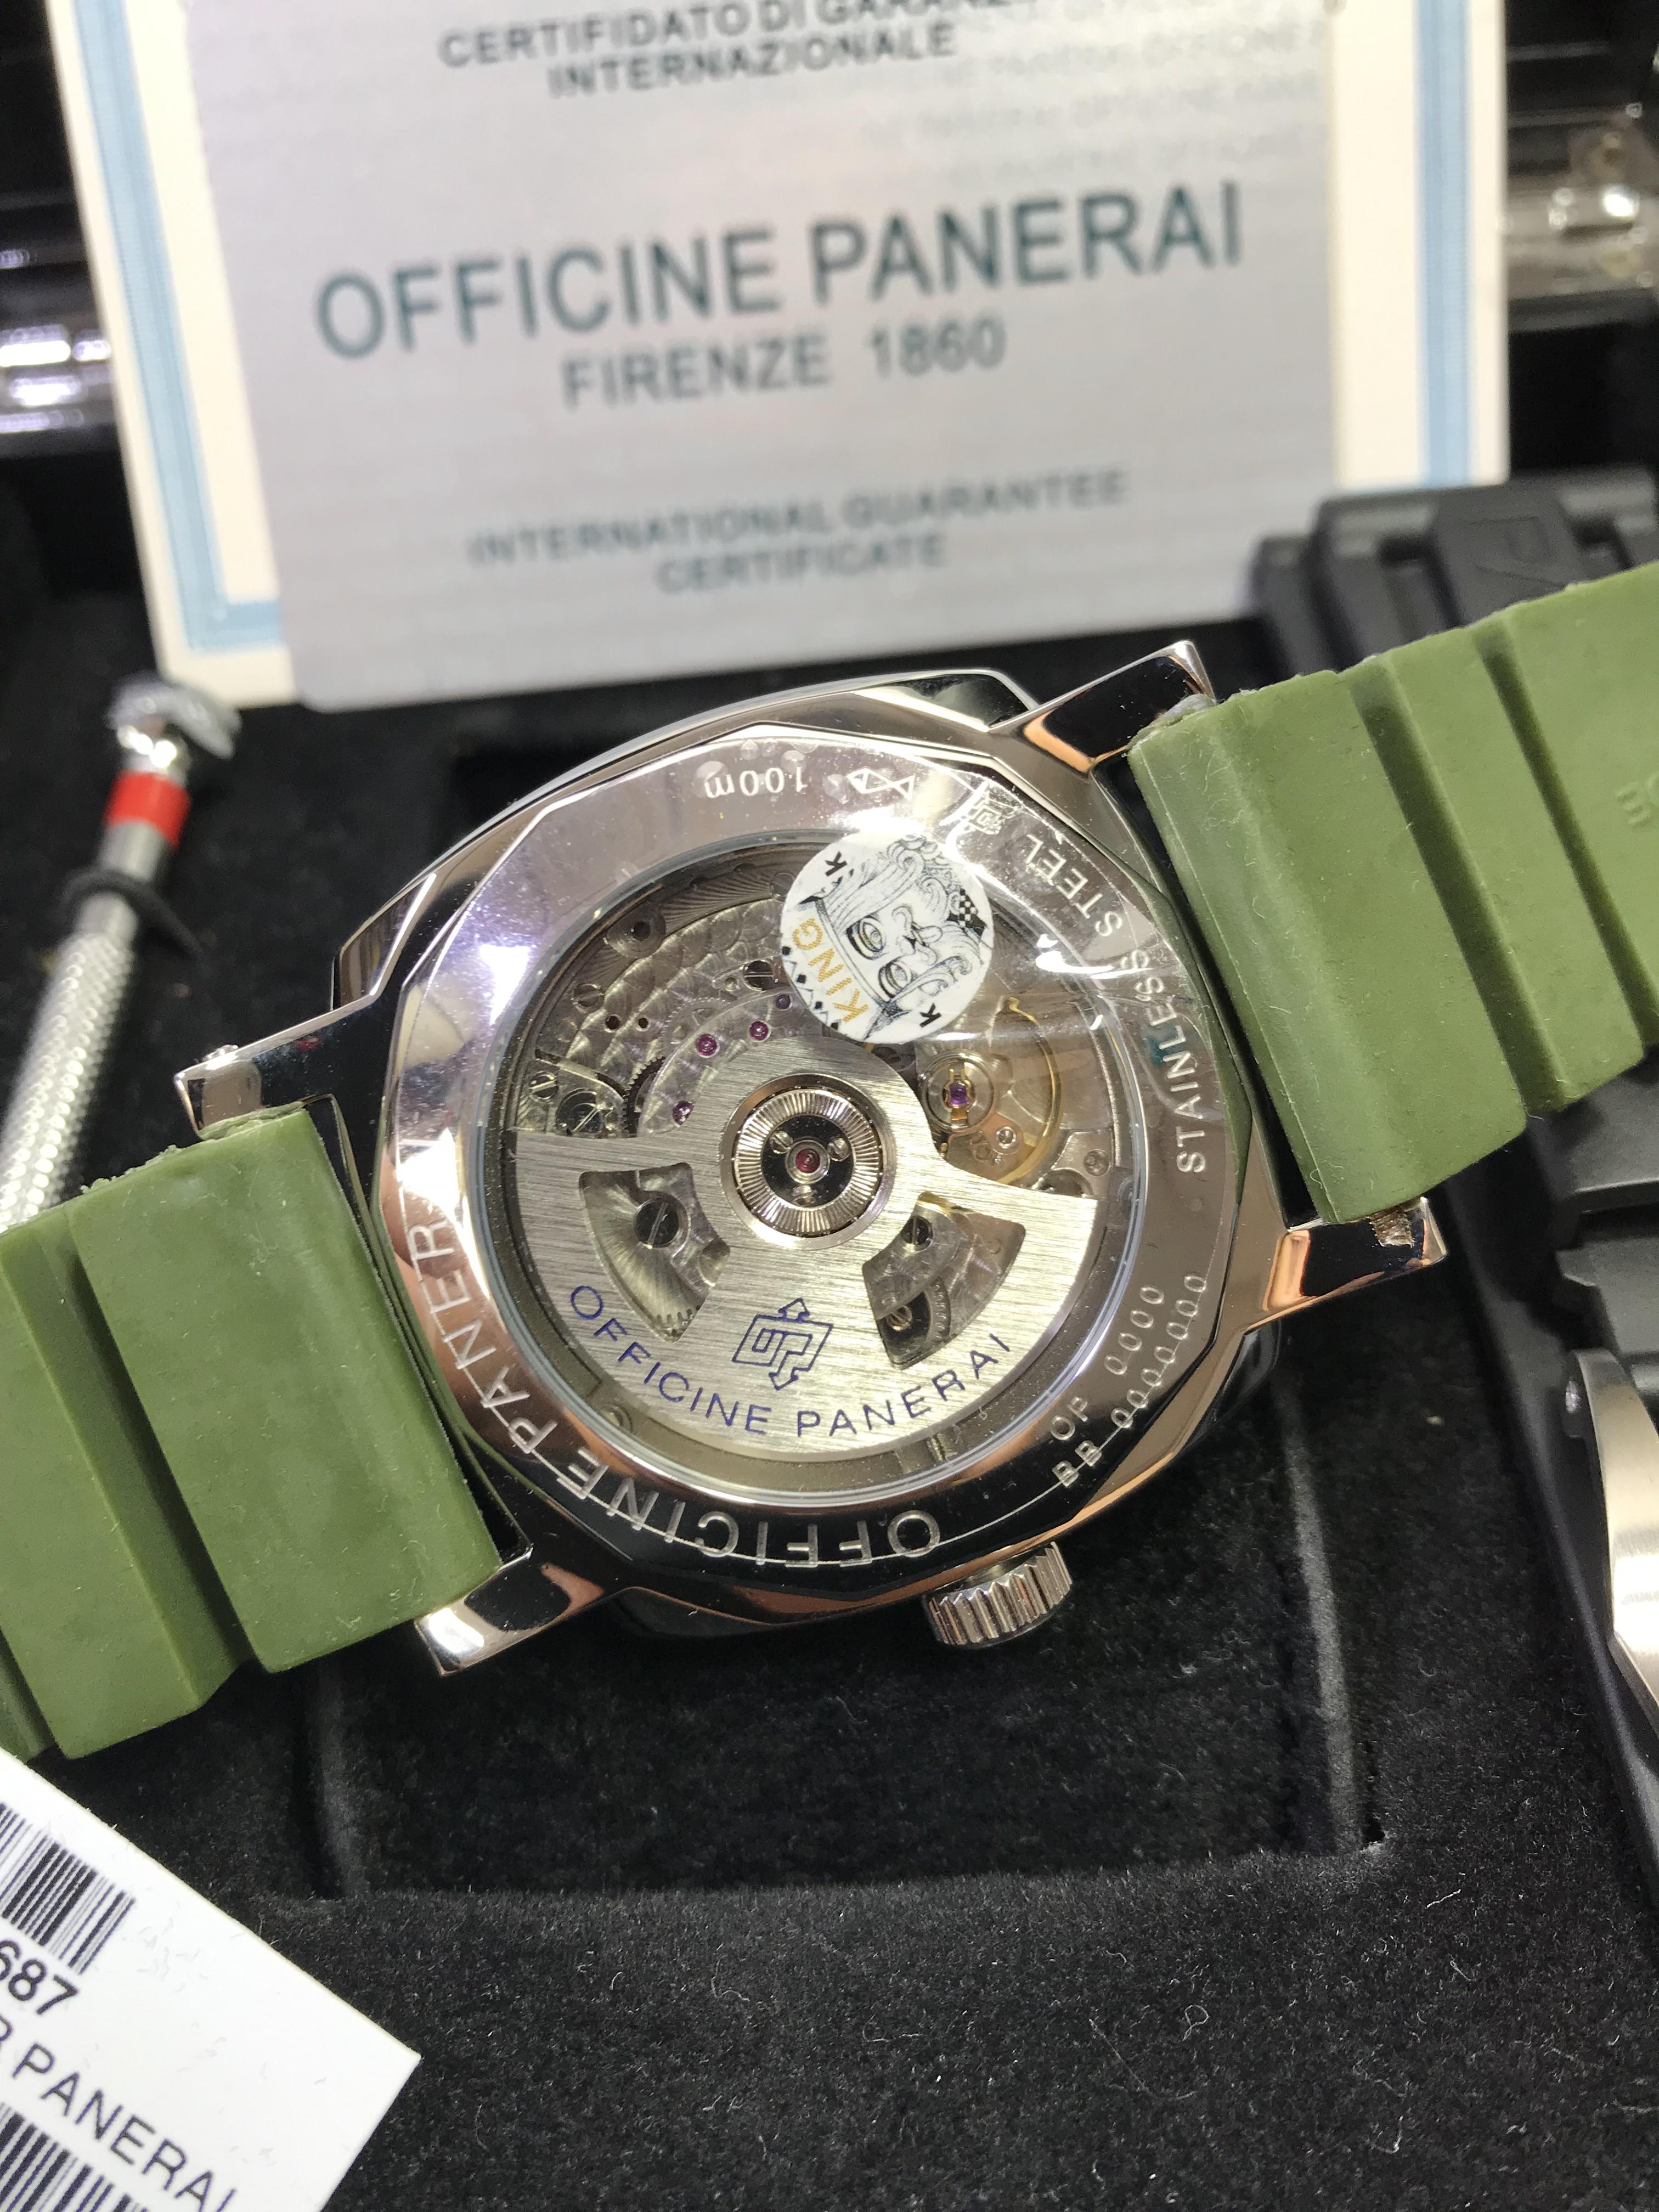 CERTIFIDATO DI GARANZ
INTERNAZIONALE
OFFICINE PANERAI
FIRENZE 1860
INTERNATIONAL GUARANTEE
CERTIFICATE
100m
STAINLESS STEEL
K
KING
K
OFFICINE PANERAI
OP 0000
BB 0000000
OFFICINE PANERAI
687
PANERAI